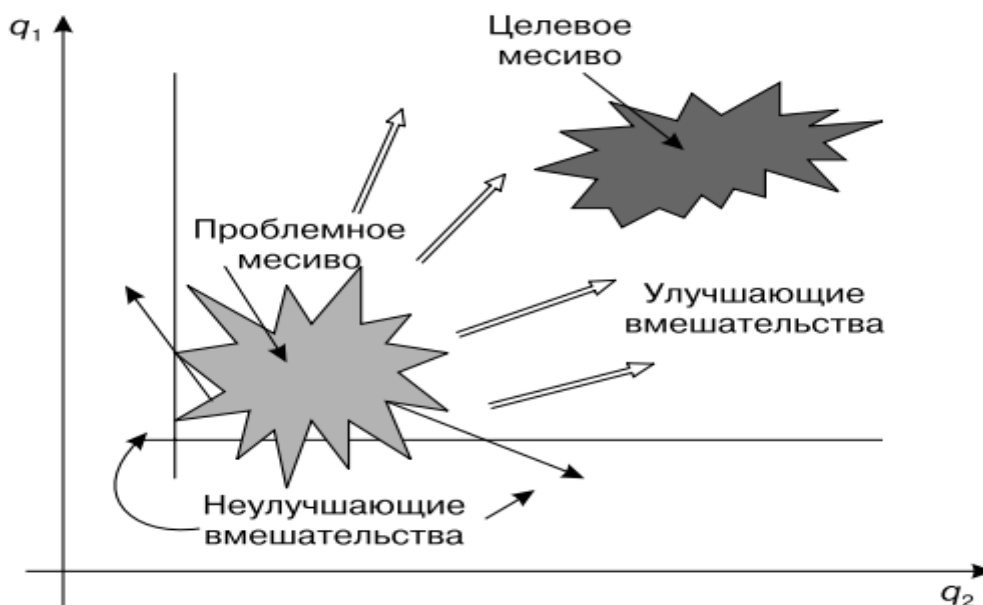 q1
Целевое
месиво
Проблемное
месиво
Улучшающие
вмешательства
Неулучшающие
вмешательства
q2